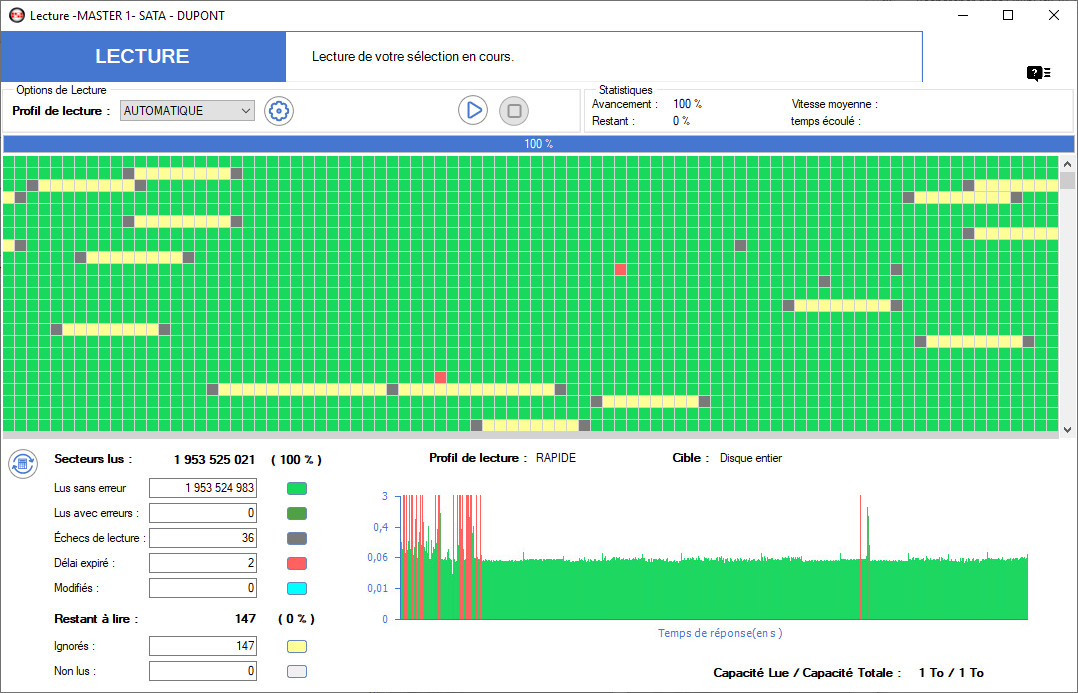 Lecture -MASTER 1- SATA - DUPONT
LECTURE
Lecture de votre sélection en cours.
?
Options de Lecture
Profil de lecture : AUTOMATIQUE
Statistiques
Avancement : 100 % Vitesse moyenne :
Restant : 0 % temps écoulé :
100 %
Secteurs lus : 1 953 525 021 ( 100 % )
Lus sans erreur 1 953 524 983
Lus avec erreurs : 0
Échecs de lecture : 36
Délai expiré : 2
Modifiés : 0
Restant à lire : 147 ( 0 % )
Ignorés : 147
Non lus : 0
Profil de lecture : RAPIDE Cible : Disque entier
3
0,4
0,06
0,01
0
Temps de réponse(en s )
Capacité Lue / Capacité Totale : 1 To / 1 To